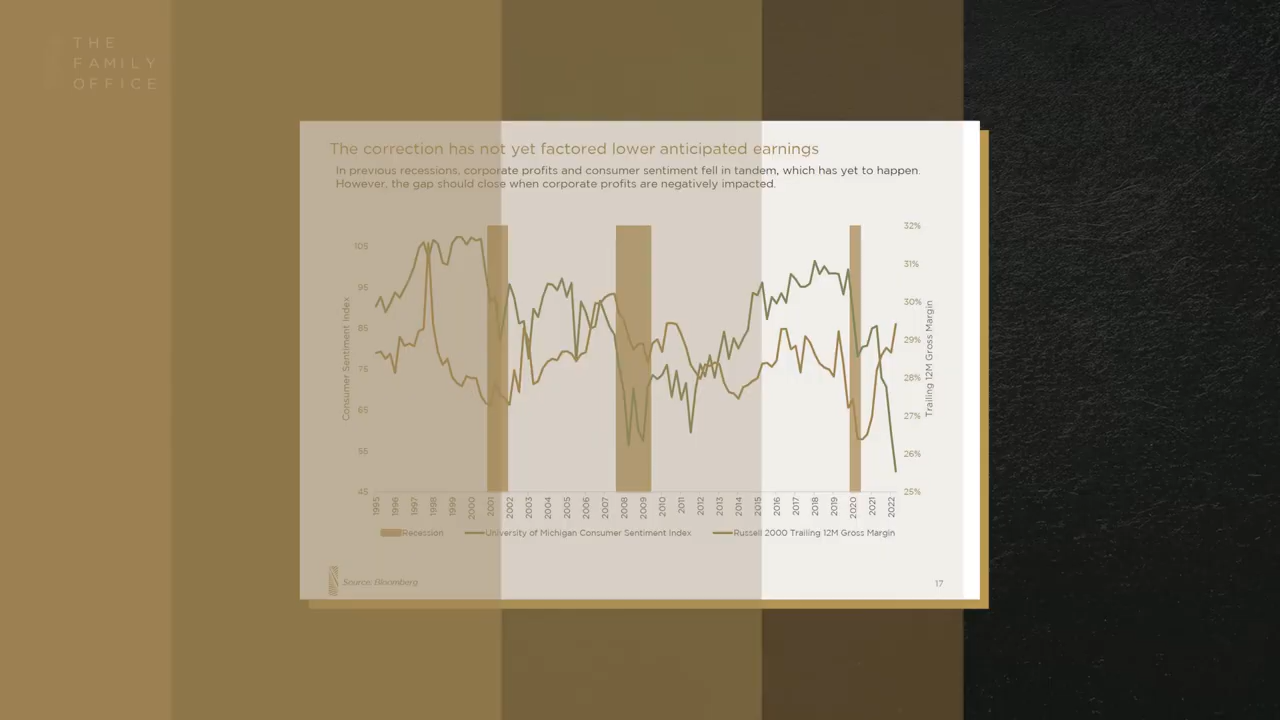 THE
FAMILY
OFFICE
The correction has not yet factored lower anticipated earnings
In previous recessions, corporate profits and consumer sentiment fell in tandem, which has yet to happen.
However, the gap should close when corporate profits are negatively impacted.
105
95
85
75
65
55
45
Consumer Sentiment Index
32%
31%
30%
29%
28%
27%
26%
25%
Trailing 12M Gross Margin
1995 1996 1997 1998 1999 2000 2001 2002 2003 2004 2005 2006 2007 2008 2009 2010 2011 2012 2013 2014 2015 2016 2017 2018 2019 2020 2021 2022
Recession University of Michigan Consumer Sentiment Index Russell 2000 Trailing 12M Gross Margin
Source: Bloomberg
17